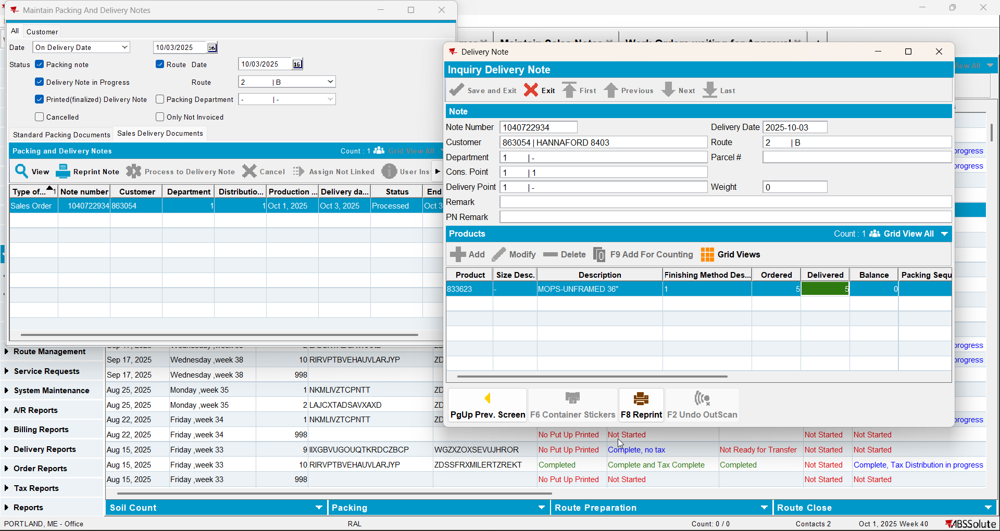 Maintain Packing And Delivery Notes
All Customer
Date On Delivery Date 10/03/2025
Status Packing note Route Date 10/03/2025
Delivery Note in Progress Route 2 | B
Printed(finalized) Delivery Note Packing Department - | -
Cancelled Only Not Invoiced
Standard Packing Documents Sales Delivery Documents
Packing and Delivery Notes Count : 1 Grid View All
View Reprint Note Process to Delivery Note Cancel Assign Not Linked User Ins
Type of... 1 Note number Customer Department Distributio... Production ... Delivery da... Status End
Sales Order 1040722934 863054 1 1 Oct 1, 2025 Oct 3, 2025 Processed Oct 3
Delivery Note
Inquiry Delivery Note
Save and Exit Exit First Previous Next Last
Note
Note Number 1040722934 Delivery Date 2025-10-03
Customer 863054 | HANNAFORD 8403 Route 2 | B
Department 1 | - Parcel #
Cons. Point 1 | 1
Delivery Point 1 | - Weight 0
Remark
PN Remark
Products Count : 1 Grid View All
Add Modify Delete F9 Add For Counting Grid Views
Product Size Desc. Description Finishing Method Des... Ordered Delivered Balance Packing Sequ
833623 - MOPS-UNFRAMED 36" 1 5 5 0
PgUp Prev. Screen F6 Container Stickers F8 Reprint F2 Undo OutScan
View All
progress
progress
progress
progress
progress
Route Management
Service Requests
System Maintenance
A/R Reports
Billing Reports
Delivery Reports
Order Reports
Tax Reports
Reports
Sep 17, 2025 Wednesday ,week 38 10 RIRVPTBVEHAUVLARJYP ZD
Sep 17, 2025 Wednesday ,week 38 998
Aug 25, 2025 Monday ,week 35 1 NKMLIVZTCPNTT ZD
Aug 25, 2025 Monday ,week 35 2 LAJCXTADSAVXAXD ZD
Aug 22, 2025 Friday ,week 34 1 NKMLIVZTCPNTT ZD
Aug 22, 2025 Friday ,week 34 998 No Put Up Printed Not Started Not Started Not Started
Aug 15, 2025 Friday ,week 33 9 IIXGBVUGOUQTKRDCZBCP WGZXZOXSEVUJHROR No Put Up Printed Complete, no tax Not Ready for Transfer Not Started Not Started
Aug 15, 2025 Friday ,week 33 10 RIRVPTBVEHAUVLARJYP ZDSSFRXMILERTZREKT Completed Complete and Tax Complete Completed Not Started Complete, Tax Distribution in progress
Aug 15, 2025 Friday ,week 33 998 No Put Up Printed Not Started Not Started Not Started
Soil Count Packing Route Preparation Route Close
PORTLAND, ME - Office RAL Count: 0 / 0 Contacts 2 Oct 1, 2025 Week 40 ABSSolute